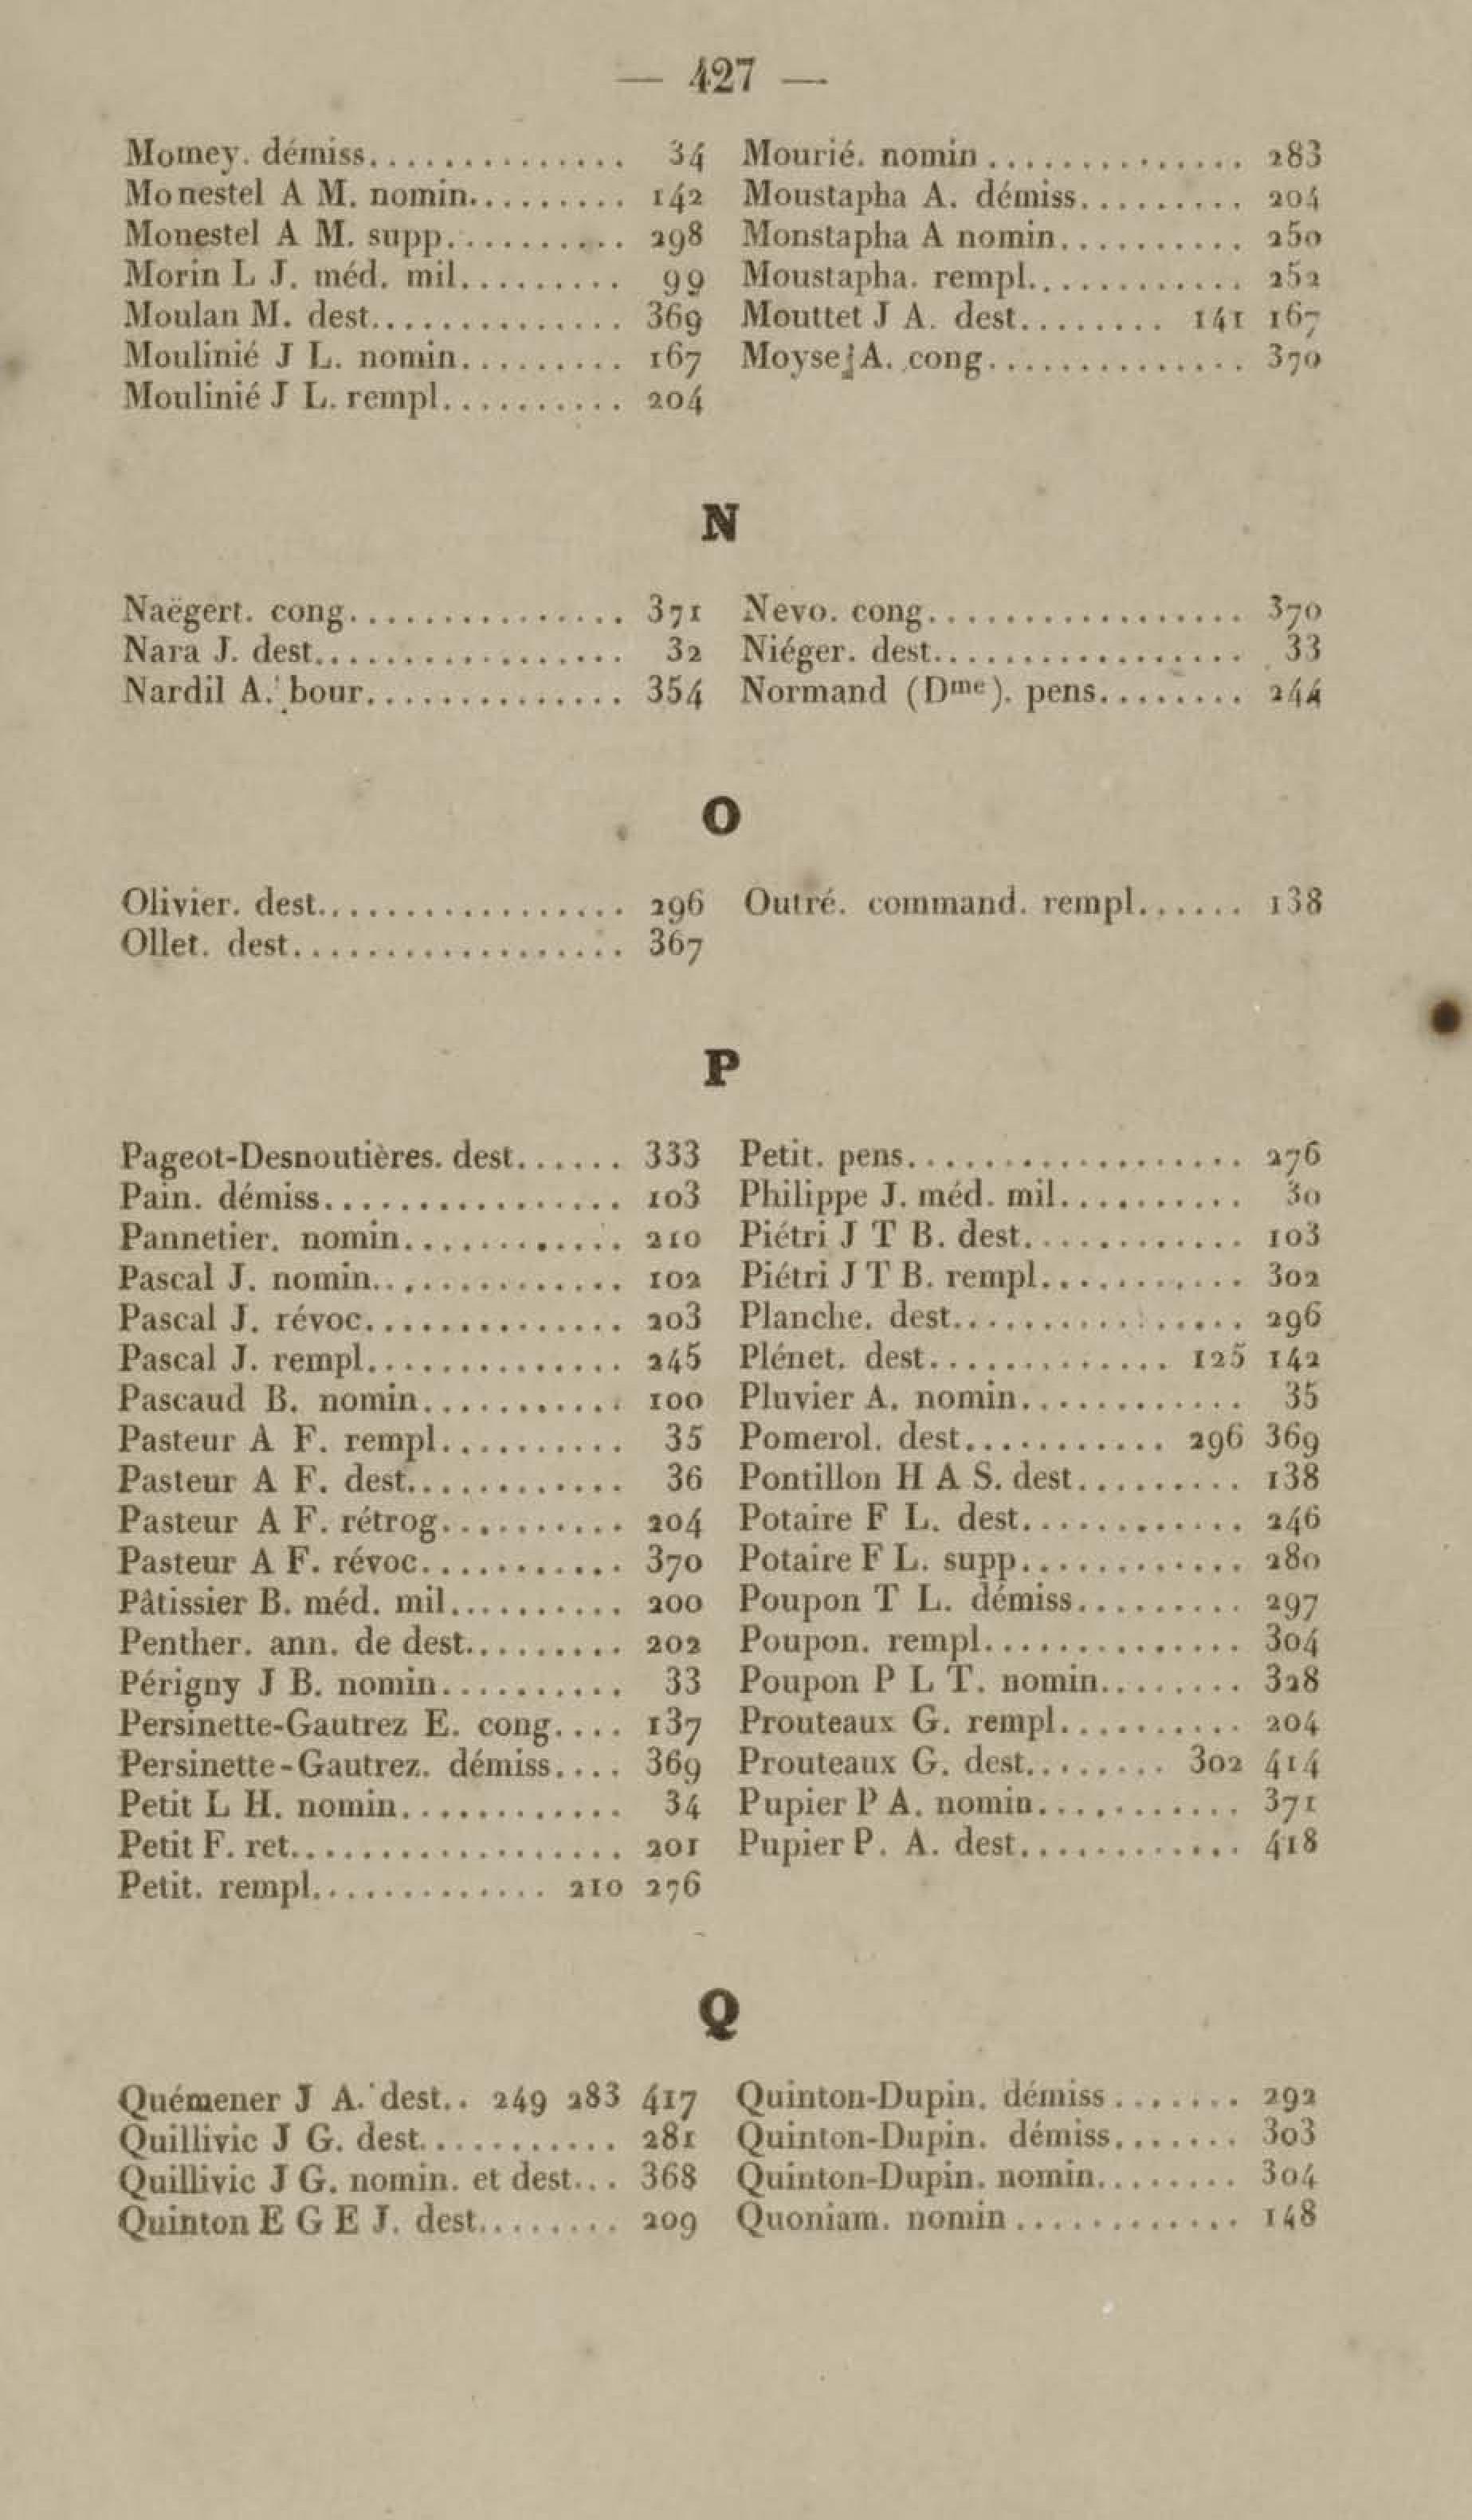 — 427 —
Momey. démiss.............. 34
Monestel A M. nomin......... 142
Monestel A M. supp.......... 298
Morin L J. méd. mil......... 99
Moulan M. dest.............. 369
Moulinié J L. nomin......... 167
Moulinié J L. rempl.......... 204
Mourié. nomin .............. 283
Moustapha A. démiss......... 204
Monstapha A nomin.......... 250
Moustapha. rempl............ 252
Mouttet J A. dest........ 141 167
Moyse A. cong.............. 370
N
Naëgert. cong............... 371
Nara J. dest................. 32
Nardil A. bour.............. 354
Nevo. cong................. 370
Niéger. dest................. 33
Normand (Dme). pens........ 244
O
Olivier. dest................. 296
Ollet. dest.................. 367
Outré. command. rempl...... 138
P
Pageot-Desnoutières. dest...... 333
Pain. démiss................ 103
Pannetier. nomin............ 210
Pascal J. nomin.............. 102
Pascal J. révoc.............. 203
Pascal J. rempl.............. 245
Pascaud B. nomin........... 100
Pasteur A F. rempl.......... 35
Pasteur A F. dest............ 36
Pasteur A F. rétrog.......... 204
Pasteur A F. révoc........... 370
Pâtissier B. méd. mil.......... 200
Penther. ann. de dest......... 202
Périgny J B. nomin.......... 33
Persinette-Gautrez E. cong.... 137
Persinette-Gautrez. démiss.... 369
Petit L H. nomin............ 34
Petit F. ret.................. 201
Petit. rempl............. 210 276
Petit. pens.................. 276
Philippe J. méd. mil.......... 30
Piétri J T B. dest............ 103
Piétri J T B. rempl........... 302
Planche. dest................ 296
Plénet. dest............. 125 142
Pluvier A. nomin............ 35
Pomerol. dest........... 296 369
Pontillon H A S. dest......... 138
Potaire F L. dest............ 246
Potaire F L. supp............ 280
Poupon T L. démiss......... 297
Poupon. rempl.............. 304
Poupon P L T. nomin........ 328
Prouteaux G. rempl.......... 204
Prouteaux G. dest........ 302 414
Pupier P A. nomin........... 371
Pupier P. A. dest............ 418
Q
Quémener J A. dest.. 249 283 417
Quillivic J G. dest........... 281
Quillivic J G. nomin. et dest... 368
Quinton E G E J. dest........ 209
Quinton-Dupin. démiss ....... 292
Quinton-Dupin. démiss....... 303
Quinton-Dupin. nomin........ 304
Quoniam. nomin ............ 148